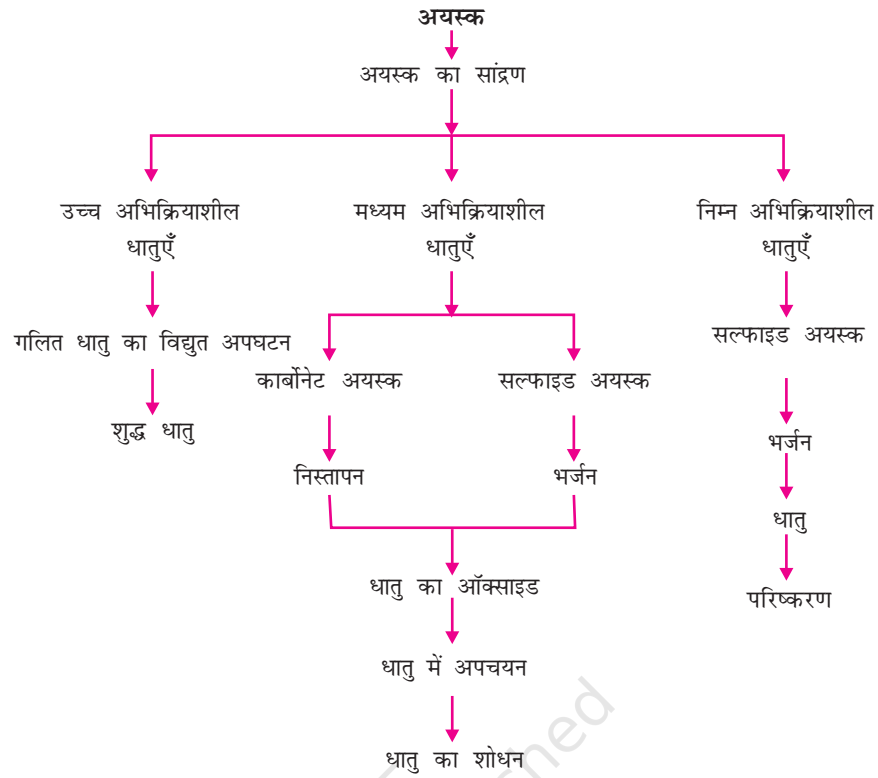 अयस्क
अयस्क का सांद्रण
उच्च अभिक्रियाशील
धातुएँ
मध्यम अभिक्रियाशील
धातुएँ
निम्न अभिक्रियाशील
धातुएँ
गलित धातु का विद्युत अपघटन
शुद्ध धातु
कार्बोनेट अयस्क
सल्फाइड अयस्क
निस्तापन
भर्जन
धातु का ऑक्साइड
धातु में अपचयन
धातु का शोधन
सल्फाइड अयस्क
भर्जन
धातु
परिष्करण